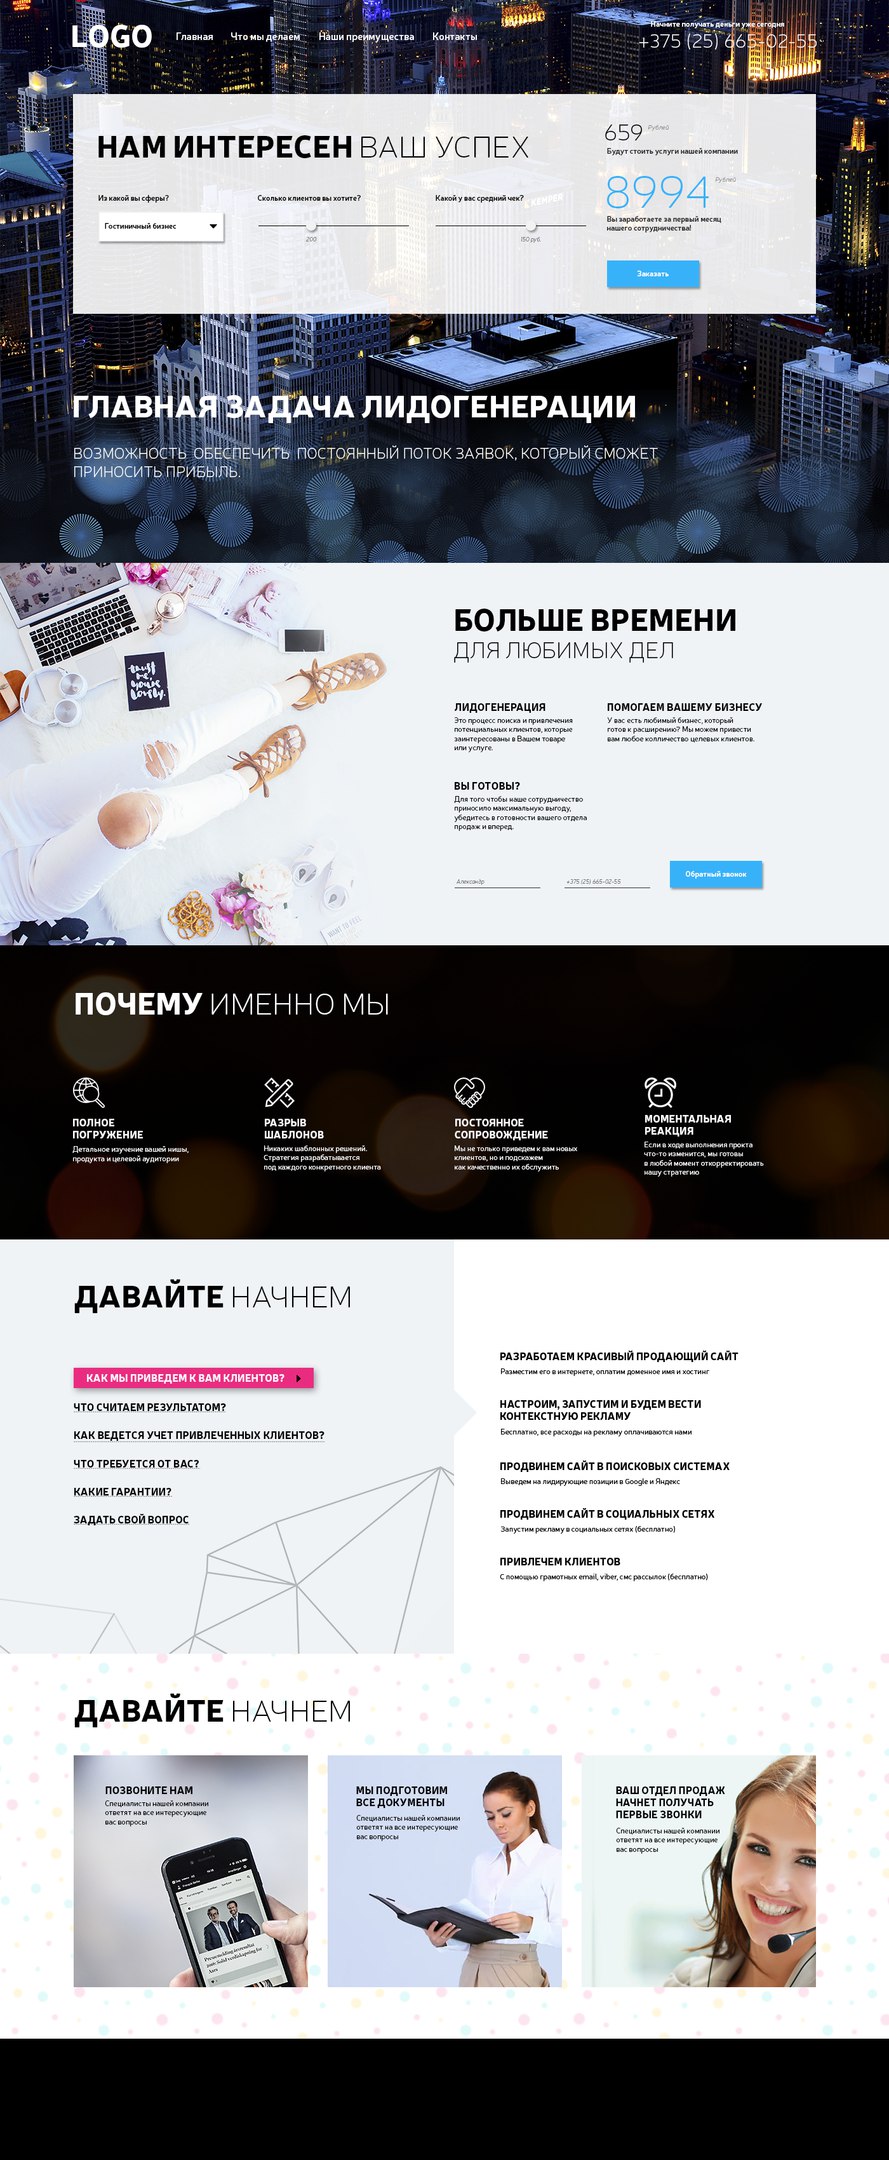 LOGO
Главная Что мы делаем Наши преимущества Контакты
Начните получать деньги уже сегодня
+375 (25) 665-02-55
НАМ ИНТЕРЕСЕН ВАШ УСПЕХ
Из какой вы сферы?
Гостиничный бизнес
Сколько клиентов вы хотите?
200
Какой у вас средний чек?
150 руб.
KEMPER
659 Рублей
Будут стоить услуги нашей компании
8994 Рублей
Вы заработаете за первый месяц
нашего сотрудничества!
Заказать
ГЛАВНАЯ ЗАДАЧА ЛИДОГЕНЕРАЦИИ
ВОЗМОЖНОСТЬ ОБЕСПЕЧИТЬ ПОСТОЯННЫЙ ПОТОК ЗАЯВОК, КОТОРЫЙ СМОЖЕТ
ПРИНОСИТЬ ПРИБЫЛЬ.
trust
me,
you're
lovely.
БОЛЬШЕ ВРЕМЕНИ
ДЛЯ ЛЮБИМЫХ ДЕЛ
ЛИДОГЕНЕРАЦИЯ
Это процесс поиска и привлечения
потенциальных клиентов, которые
заинтересованы в Вашем товаре
или услуге.
ПОМОГАЕМ ВАШЕМУ БИЗНЕСУ
У вас есть любимый бизнес, который
готов к расширению? Мы можем привести
вам любое колличество целевых клиентов.
ВЫ ГОТОВЫ?
Для того чтобы наше сотрудничество
приносило максимальную выгоду,
убедитесь в готовности вашего отдела
продаж и вперед.
Александр
+375 (25) 665-02-55
Обратный звонок
ПОЧЕМУ ИМЕННО МЫ
ПОЛНОЕ
ПОГРУЖЕНИЕ
Детальное изучение вашей нишы,
продукта и целевой аудитории
РАЗРЫВ
ШАБЛОНОВ
Никаких шаблонных решений.
Стратегия разрабатывается
под каждого конкретного клиента
ПОСТОЯННОЕ
СОПРОВОЖДЕНИЕ
Мы не только приведем к вам новых
клиентов, но и подскажем
как качественно их обслужить
МОМЕНТАЛЬНАЯ
РЕАКЦИЯ
Если в ходе выполнения прокта
что-то изменится, мы готовы
в любой момент откорректировать
нашу стратегию
ДАВАЙТЕ НАЧНЕМ
КАК МЫ ПРИВЕДЕМ К ВАМ КЛИЕНТОВ?
ЧТО СЧИТАЕМ РЕЗУЛЬТАТОМ?
КАК ВЕДЕТСЯ УЧЕТ ПРИВЛЕЧЕННЫХ КЛИЕНТОВ?
ЧТО ТРЕБУЕТСЯ ОТ ВАС?
КАКИЕ ГАРАНТИИ?
ЗАДАТЬ СВОЙ ВОПРОС
РАЗРАБОТАЕМ КРАСИВЫЙ ПРОДАЮЩИЙ САЙТ
Разместим его в интернете, оплатим доменное имя и хостинг
НАСТРОИМ, ЗАПУСТИМ И БУДЕМ ВЕСТИ
КОНТЕКСТНУЮ РЕКЛАМУ
Бесплатно, все расходы на рекламу оплачиваются нами
ПРОДВИНЕМ САЙТ В ПОИСКОВЫХ СИСТЕМАХ
Выведем на лидирующие позиции в Google и Яндекс
ПРОДВИНЕМ САЙТ В СОЦИАЛЬНЫХ СЕТЯХ
Запустим рекламу в социальных сетях (бесплатно)
ПРИВЛЕЧЕМ КЛИЕНТОВ
С помощью грамотных email, viber, смс рассылок (бесплатно)
ДАВАЙТЕ НАЧНЕМ
ПОЗВОНИТЕ НАМ
Специалисты нашей компании
ответят на все интересующие
вас вопросы
МЫ ПОДГОТОВИМ
ВСЕ ДОКУМЕНТЫ
Специалисты нашей компании
ответят на все интересующие
вас вопросы
ВАШ ОТДЕЛ ПРОДАЖ
НАЧНЕТ ПОЛУЧАТЬ
ПЕРВЫЕ ЗВОНКИ
Специалисты нашей компании
ответят на все интересующие
вас вопросы